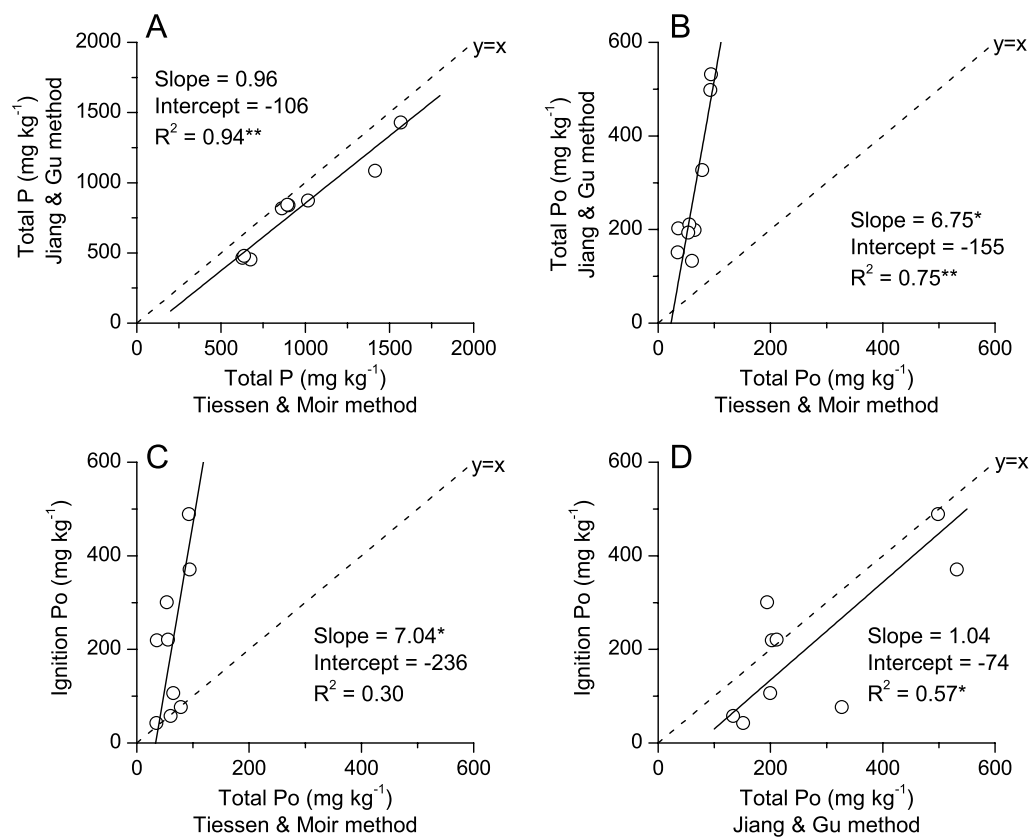 A
2000
1500
1000
500
0
Total P (mg kg⁻¹)
Jiang & Gu method
Slope = 0.96
Intercept = -106
R² = 0.94**
y=x
0 500 1000 1500 2000
Total P (mg kg⁻¹)
Tiessen & Moir method
B
600
400
200
0
Total Po (mg kg⁻¹)
Jiang & Gu method
y=x
Slope = 6.75*
Intercept = -155
R² = 0.75**
0 200 400 600
Total Po (mg kg⁻¹)
Tiessen & Moir method
C
600
400
200
0
Ignition Po (mg kg⁻¹)
y=x
Slope = 7.04*
Intercept = -236
R² = 0.30
0 200 400 600
Total Po (mg kg⁻¹)
Tiessen & Moir method
D
600
400
200
0
Ignition Po (mg kg⁻¹)
y=x
Slope = 1.04
Intercept = -74
R² = 0.57*
0 200 400 600
Total Po (mg kg⁻¹)
Jiang & Gu method